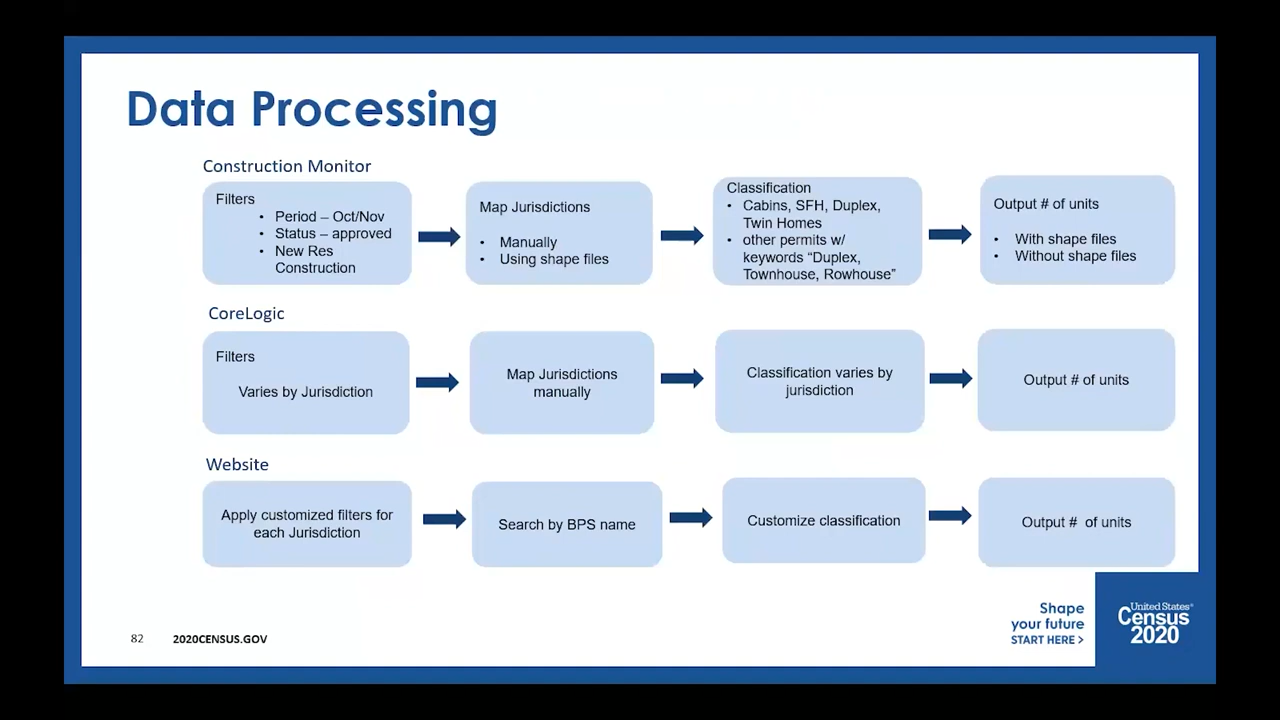 Data Processing
Construction Monitor
Filters
• Period – Oct/Nov
• Status – approved
• New Res
Construction
Map Jurisdictions
• Manually
• Using shape files
Classification
• Cabins, SFH, Duplex,
Twin Homes
• other permits w/
keywords “Duplex,
Townhouse, Rowhouse”
Output # of units
• With shape files
• Without shape files
CoreLogic
Filters
Varies by Jurisdiction
Map Jurisdictions
manually
Classification varies by
jurisdiction
Output # of units
Website
Apply customized filters for
each Jurisdiction
Search by BPS name
Customize classification
Output # of units
82
2020CENSUS.GOV
Shape
your future
START HERE >
United States®
Census
2020